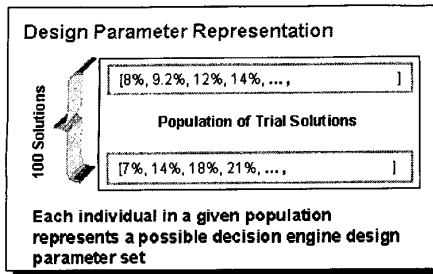 Design Parameter Representation
100 Solutions
[8%, 9.2%, 12%, 14%, ..., ]
Population of Trial Solutions
[7%, 14%, 18%, 21%, ..., ]
Each individual in a given population
represents a possible decision engine design
parameter set